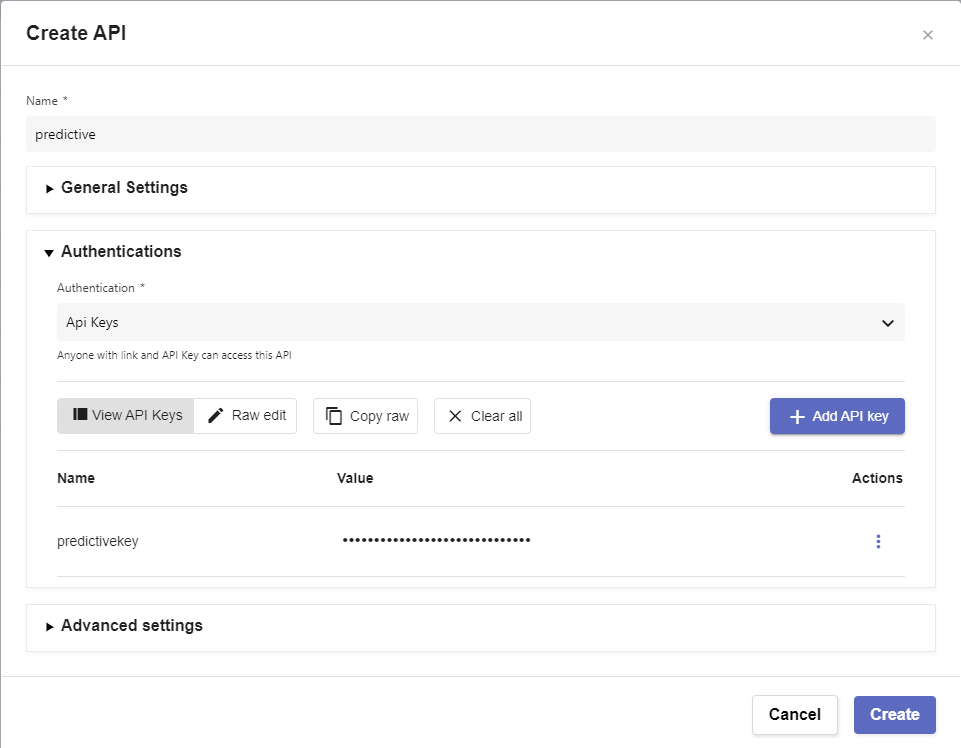 Create API
Name *
predictive
General Settings
Authentications
Authentication *
Api Keys
Anyone with link and API Key can access this API
View API Keys Raw edit Copy raw Clear all Add API key
Name Value Actions
predictivekey ••••••••••••••••••••••••••••••
Advanced settings
Cancel Create